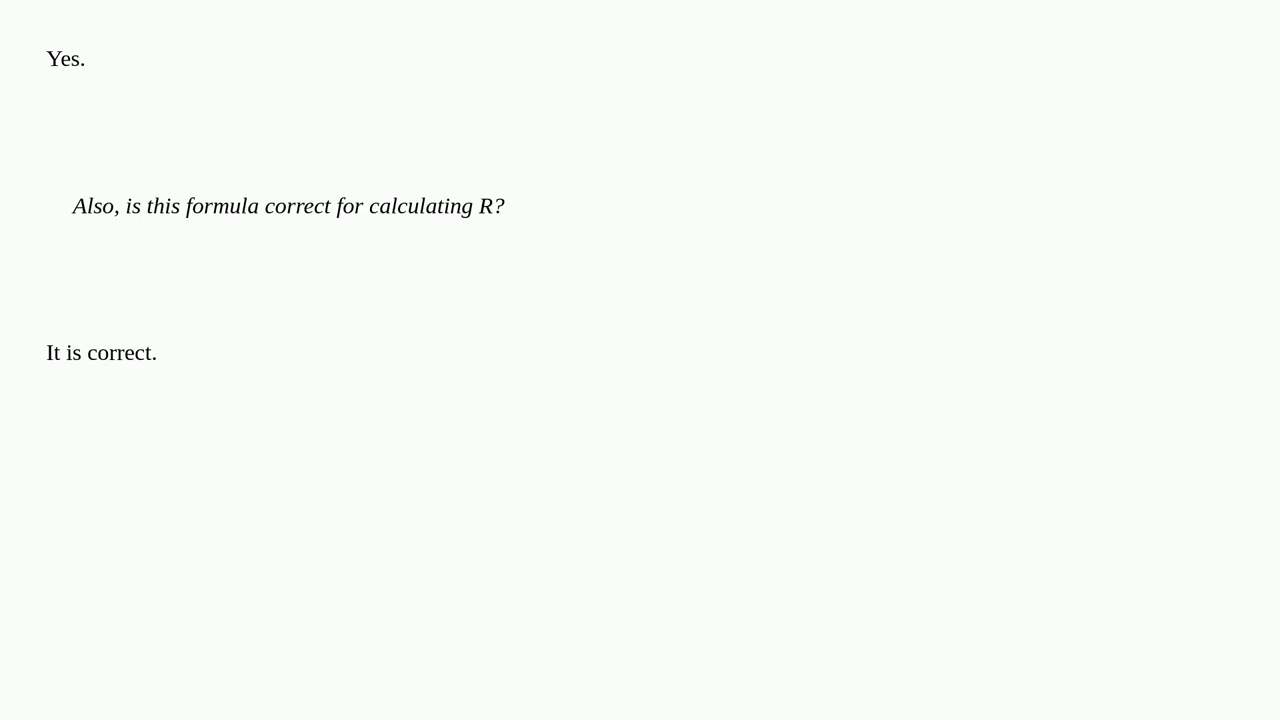 Yes.
Also, is this formula correct for calculating R?
It is correct.